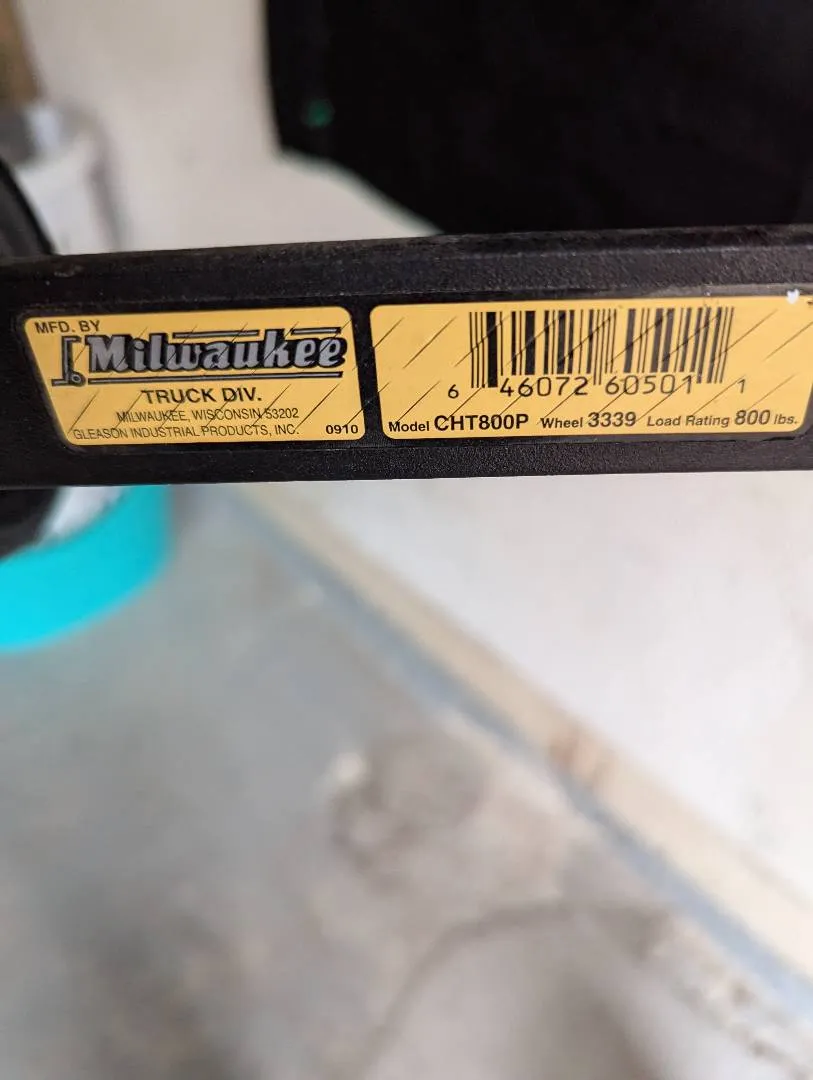 MFD. BY
Milwaukee
TRUCK DIV.
MILWAUKEE, WISCONSIN 53202
GLEASON INDUSTRIAL PRODUCTS, INC. 0910
6 46072 60501 1
Model CHT800P Wheel 3339 Load Rating 800 lbs.